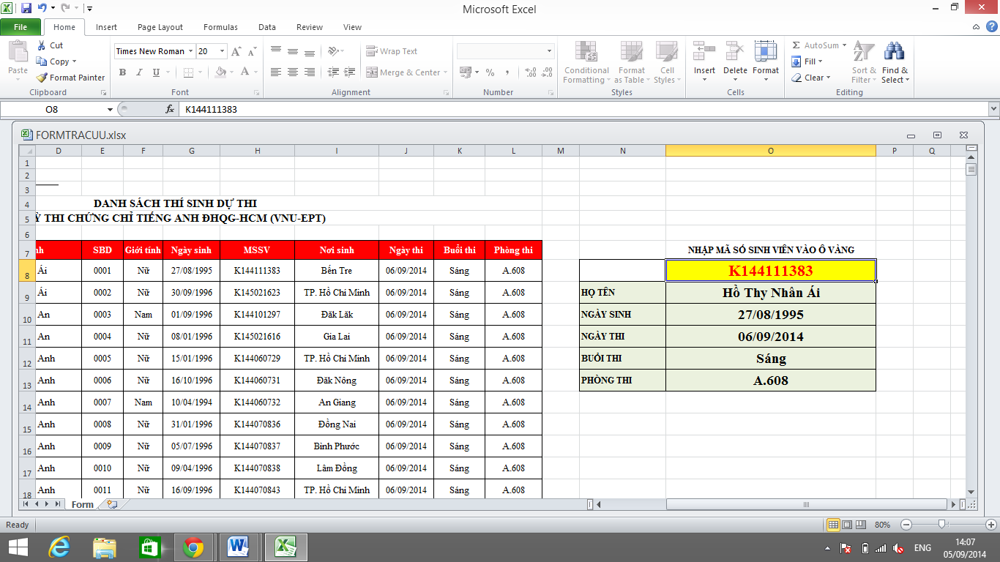 Microsoft Excel
File Home Insert Page Layout Formulas Data Review View
Paste Cut Copy Format Painter Clipboard
Times New Roman 20 B I U Font
Wrap Text Merge & Center Alignment
% , Number
Conditional Formatting Format as Table Cell Styles Styles
Insert Delete Format Cells
Σ AutoSum Fill Clear Sort & Filter Find & Select Editing
O8 fx K144111383
FORMTRACUU.xlsx
D E F G H I J K L M N O P Q
1
2
3
4 DANH SÁCH THÍ SINH DỰ THI
5 Ỳ THI CHỨNG CHỈ TIẾNG ANH ĐHQG-HCM (VNU-EPT)
6
7 nh SBD Giới tính Ngày sinh MSSV Nơi sinh Ngày thi Buổi thi Phòng thi NHẬP MÃ SỐ SINH VIÊN VÀO Ô VÀNG
8 Ái 0001 Nữ 27/08/1995 K144111383 Bến Tre 06/09/2014 Sáng A.608 K144111383
9 Ái 0002 Nữ 30/09/1996 K145021623 TP. Hồ Chí Minh 06/09/2014 Sáng A.608 HỌ TÊN Hồ Thy Nhân Ái
10 An 0003 Nam 01/09/1996 K144101297 Đăk Lăk 06/09/2014 Sáng A.608 NGÀY SINH 27/08/1995
11 An 0004 Nữ 08/01/1996 K145021616 Gia Lai 06/09/2014 Sáng A.608 NGÀY THI 06/09/2014
12 Anh 0005 Nữ 15/01/1996 K144060729 TP. Hồ Chí Minh 06/09/2014 Sáng A.608 BUỔI THI Sáng
13 Anh 0006 Nữ 16/10/1996 K144060731 Đăk Nông 06/09/2014 Sáng A.608 PHÒNG THI A.608
14 Anh 0007 Nam 10/04/1994 K144060732 An Giang 06/09/2014 Sáng A.608
15 Anh 0008 Nữ 31/01/1996 K144070836 Đồng Nai 06/09/2014 Sáng A.608
16 Anh 0009 Nữ 05/07/1996 K144070837 Bình Phước 06/09/2014 Sáng A.608
17 Anh 0010 Nữ 09/04/1996 K144070838 Lâm Đồng 06/09/2014 Sáng A.608
18 Anh 0011 Nữ 16/09/1996 K144070843 TP. Hồ Chí Minh 06/09/2014 Sáng A.608
Form
Ready 80%
ENG 14:07
05/09/2014